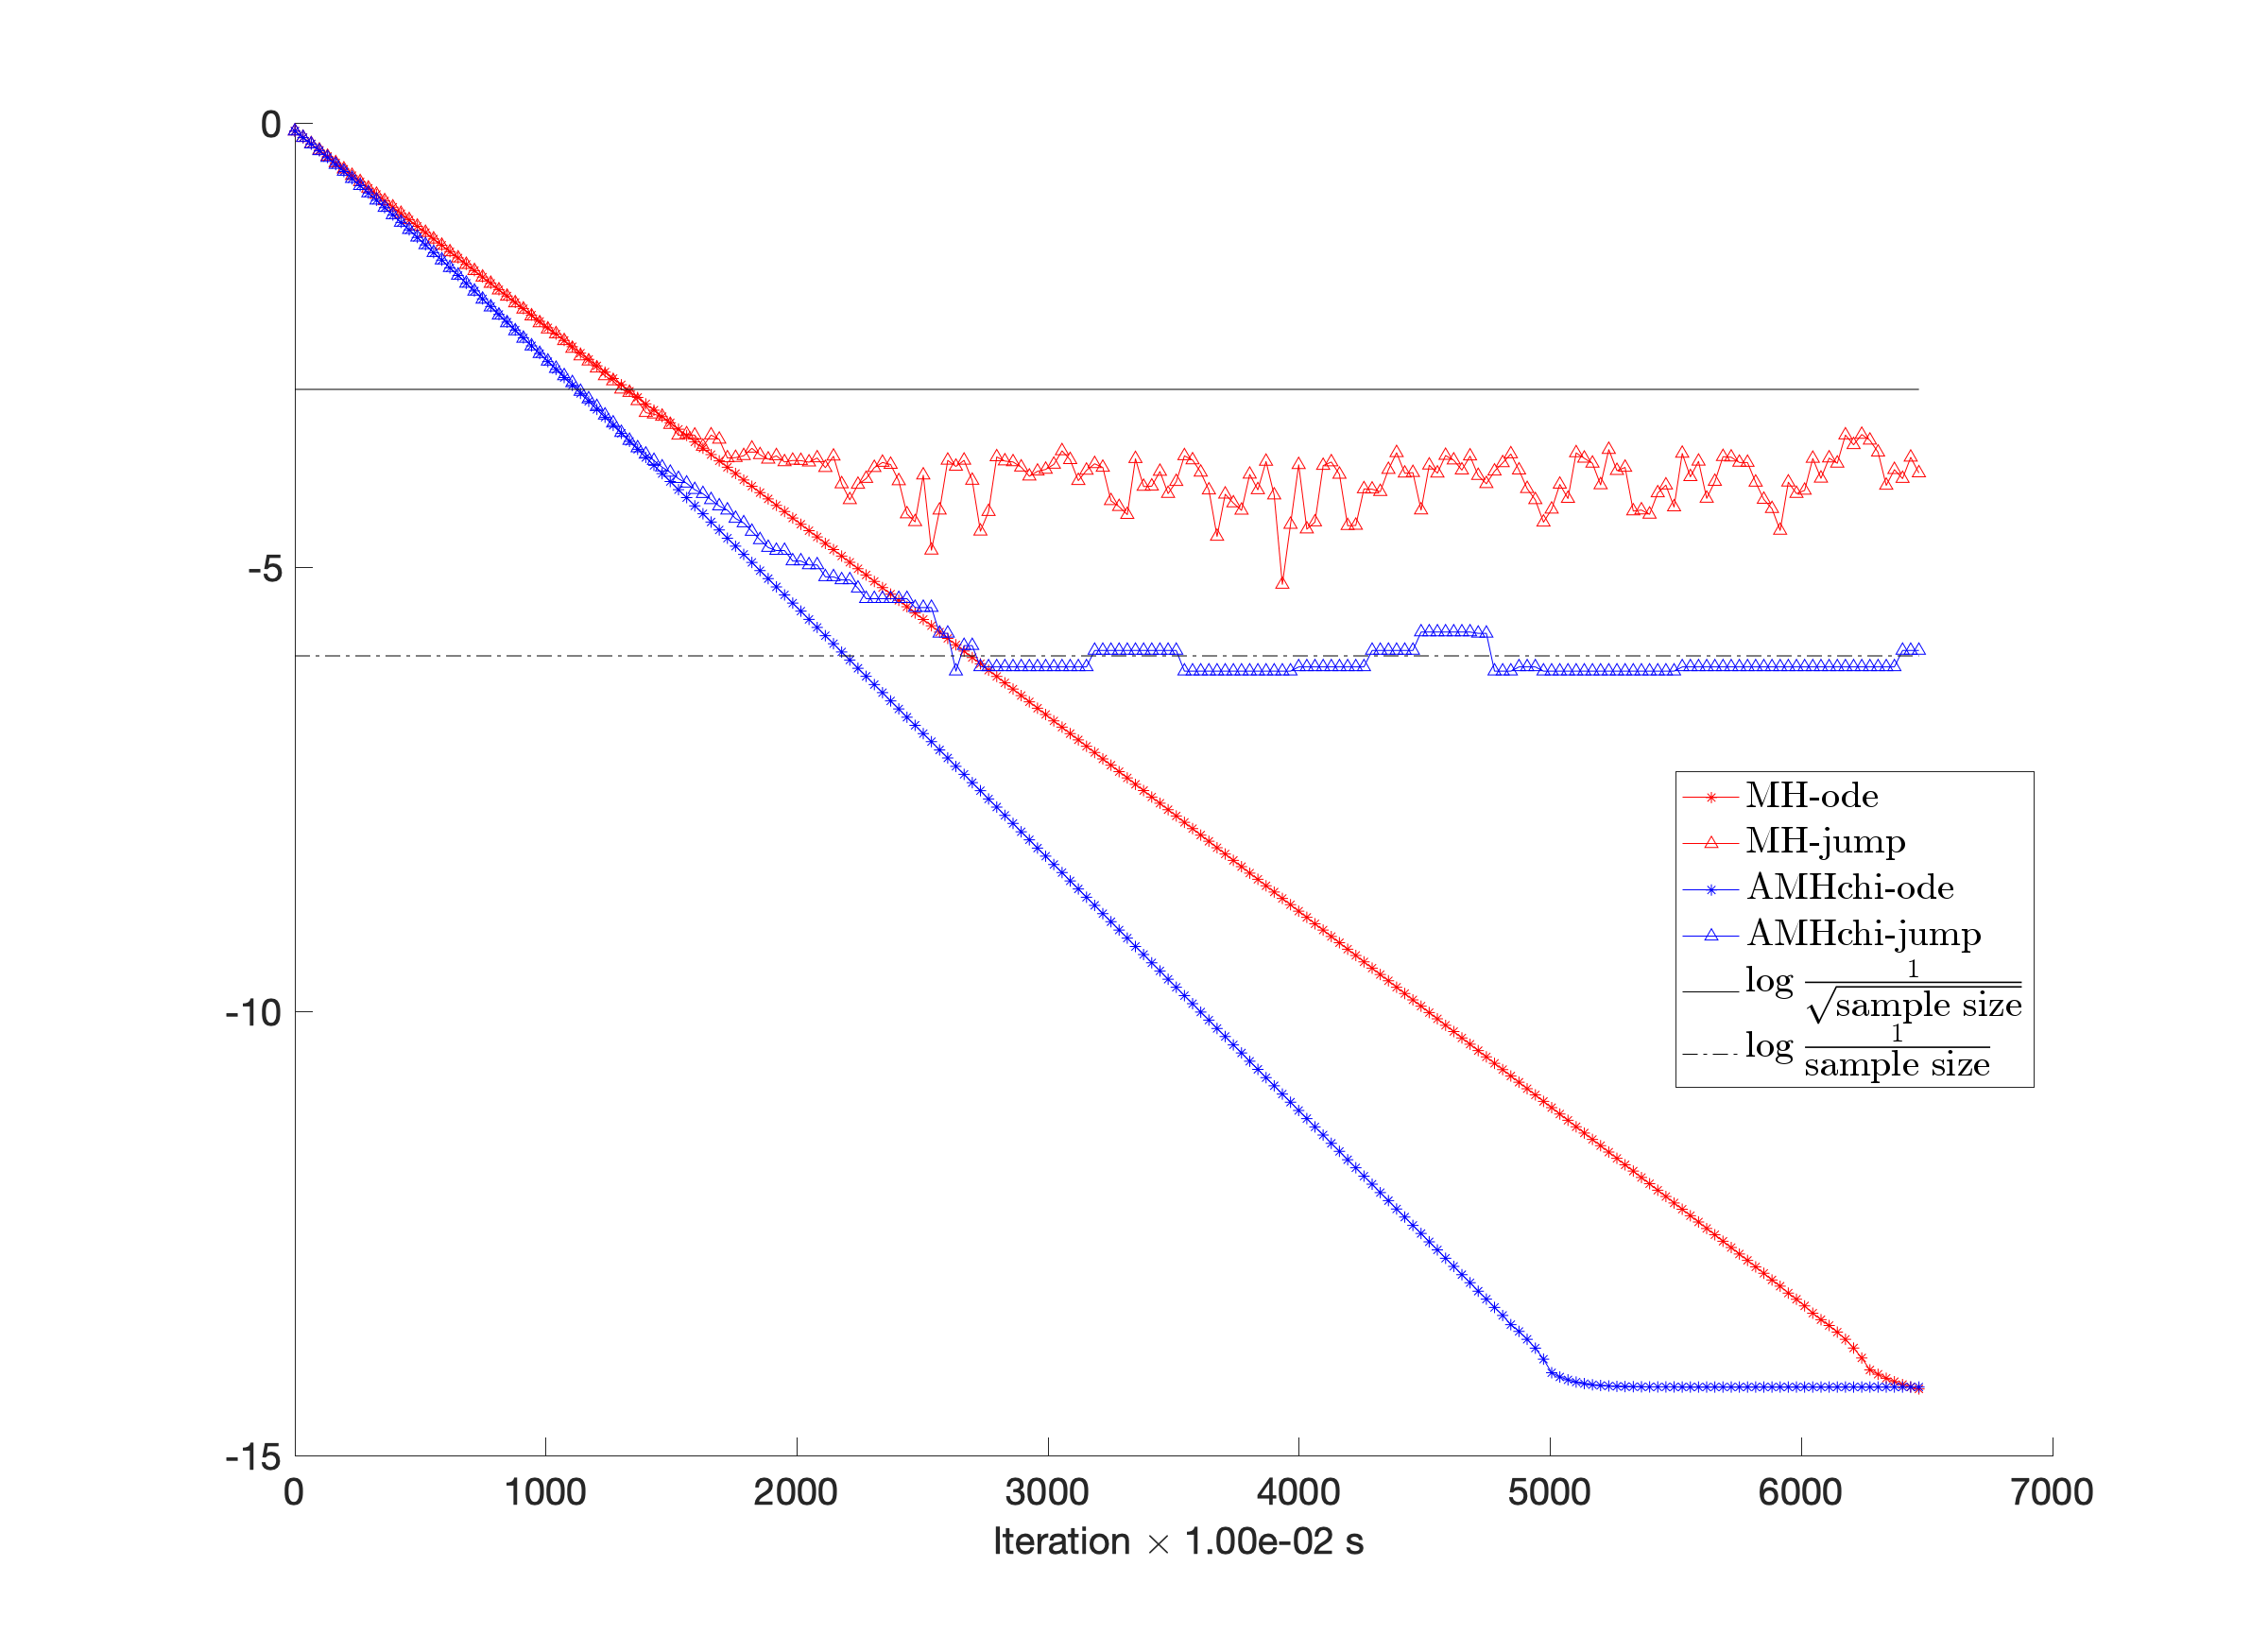 0
-5
-10
-15
0 1000 2000 3000 4000 5000 6000 7000
Iteration × 1.00e-02 s
MH-ode
MH-jump
AMHchi-ode
AMHchi-jump
log 1/√sample size
log 1/sample size